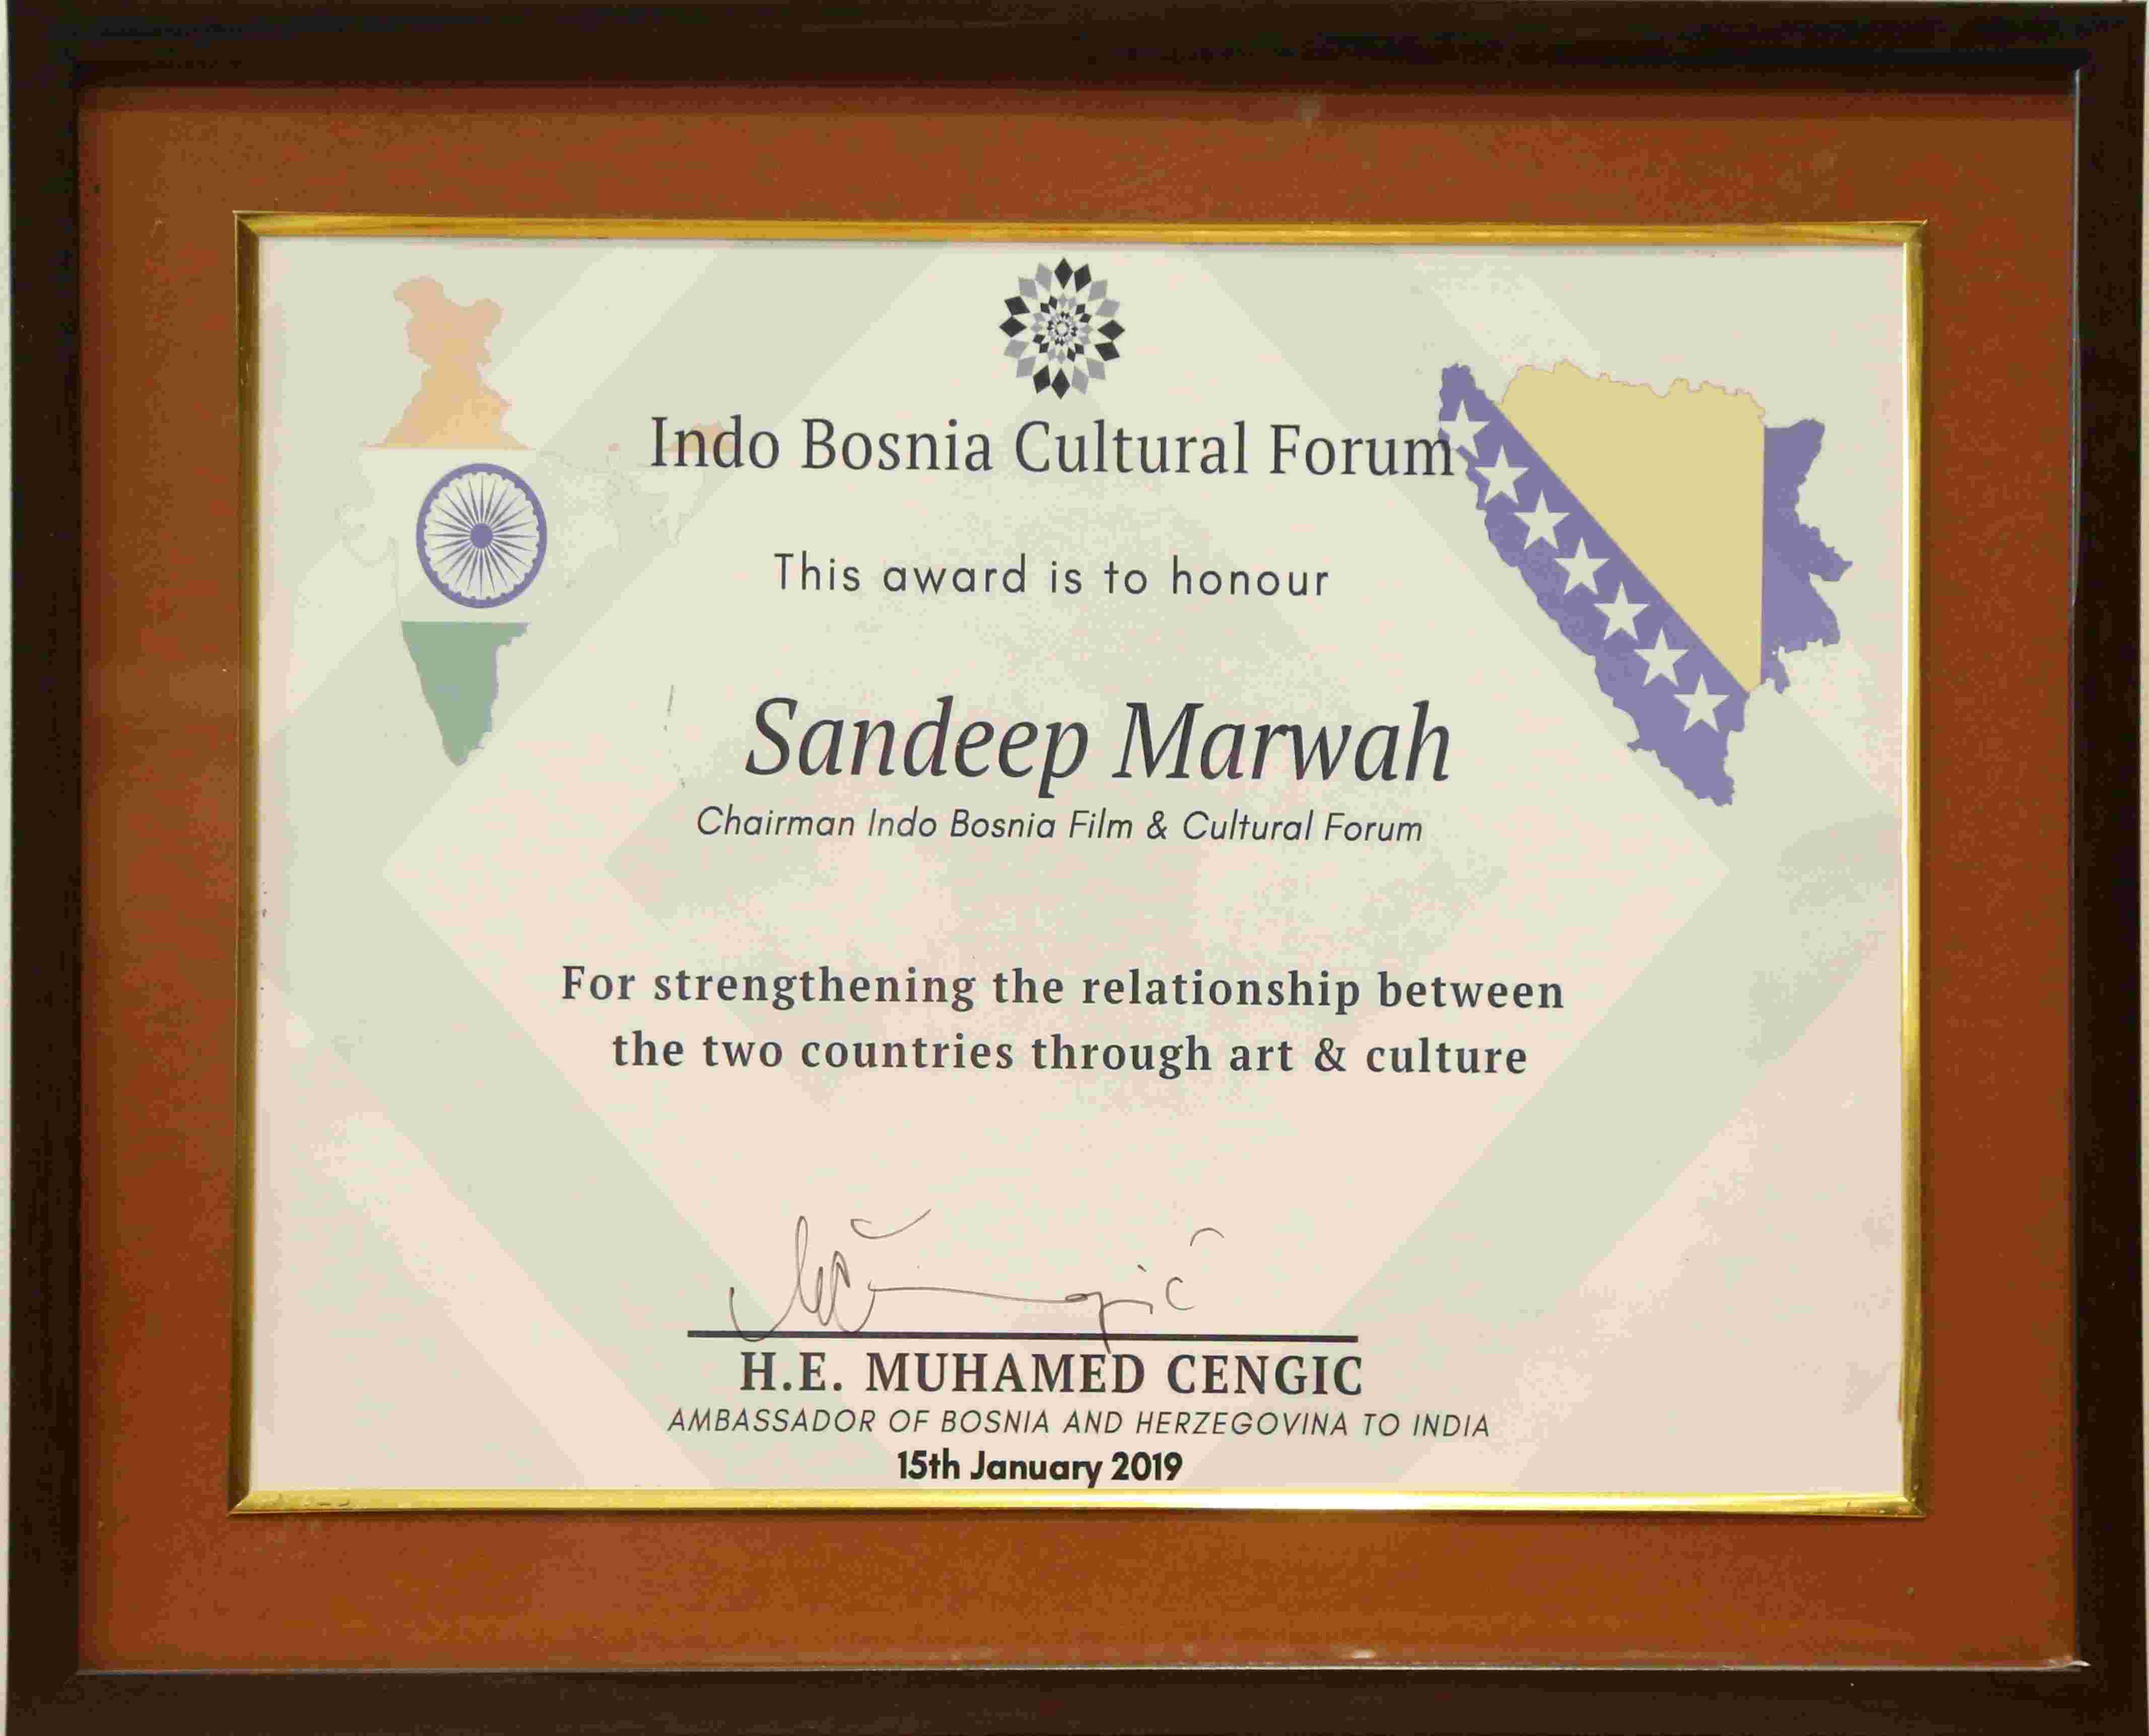 Indo Bosnia Cultural Forum
This award is to honour
Sandeep Marwah
Chairman Indo Bosnia Film & Cultural Forum
For strengthening the relationship between
the two countries through art & culture
H.E. MUHAMED CENGIC
AMBASSADOR OF BOSNIA AND HERZEGOVINA TO INDIA
15th January 2019